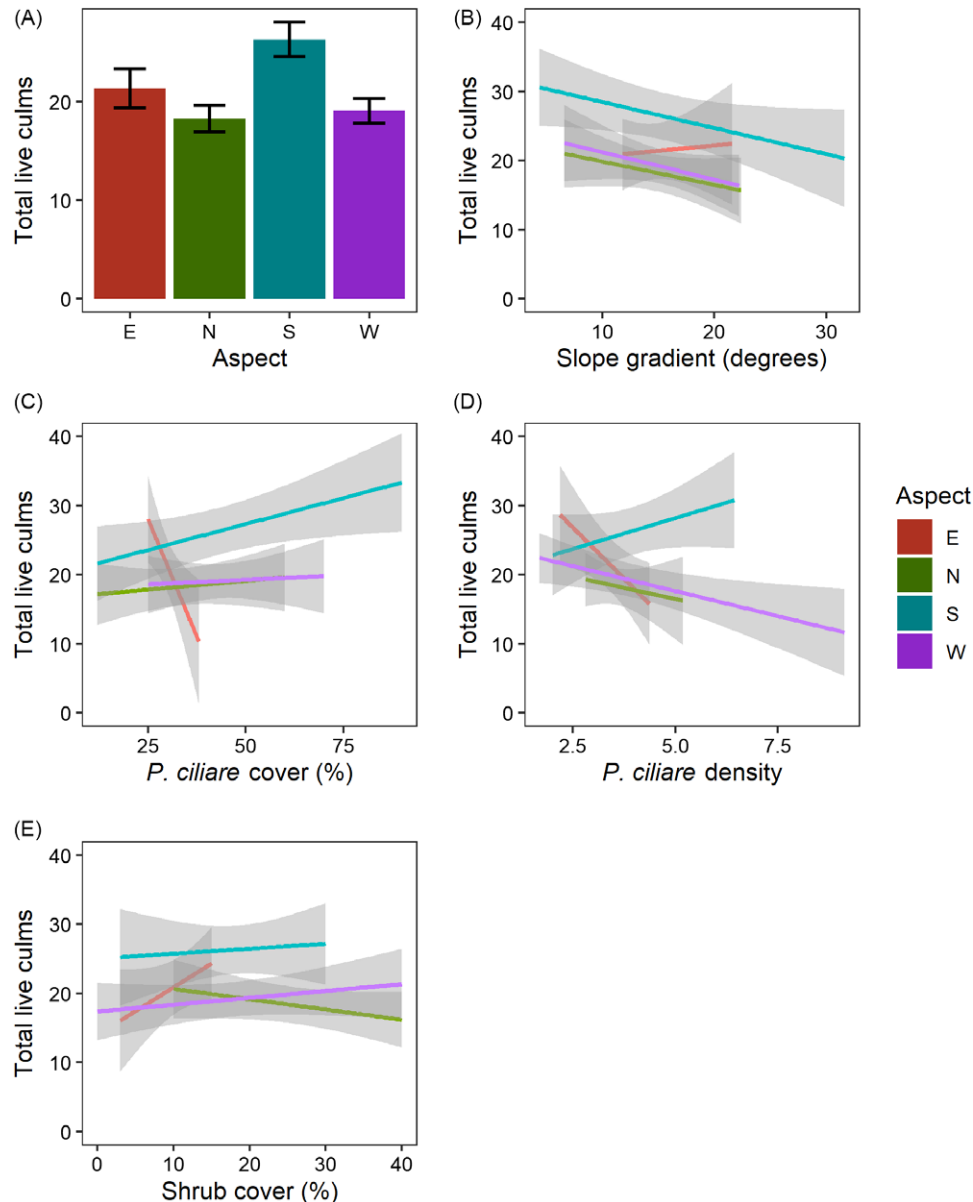 (A)
Total live culms
20
10
0
E N S W
Aspect
(B)
Total live culms
40
30
20
10
0
10 20 30
Slope gradient (degrees)
(C)
Total live culms
40
30
20
10
0
25 50 75
P. ciliare cover (%)
(D)
Total live culms
40
30
20
10
0
2.5 5.0 7.5
P. ciliare density
Aspect
E
N
S
W
(E)
Total live culms
40
30
20
10
0
0 10 20 30 40
Shrub cover (%)